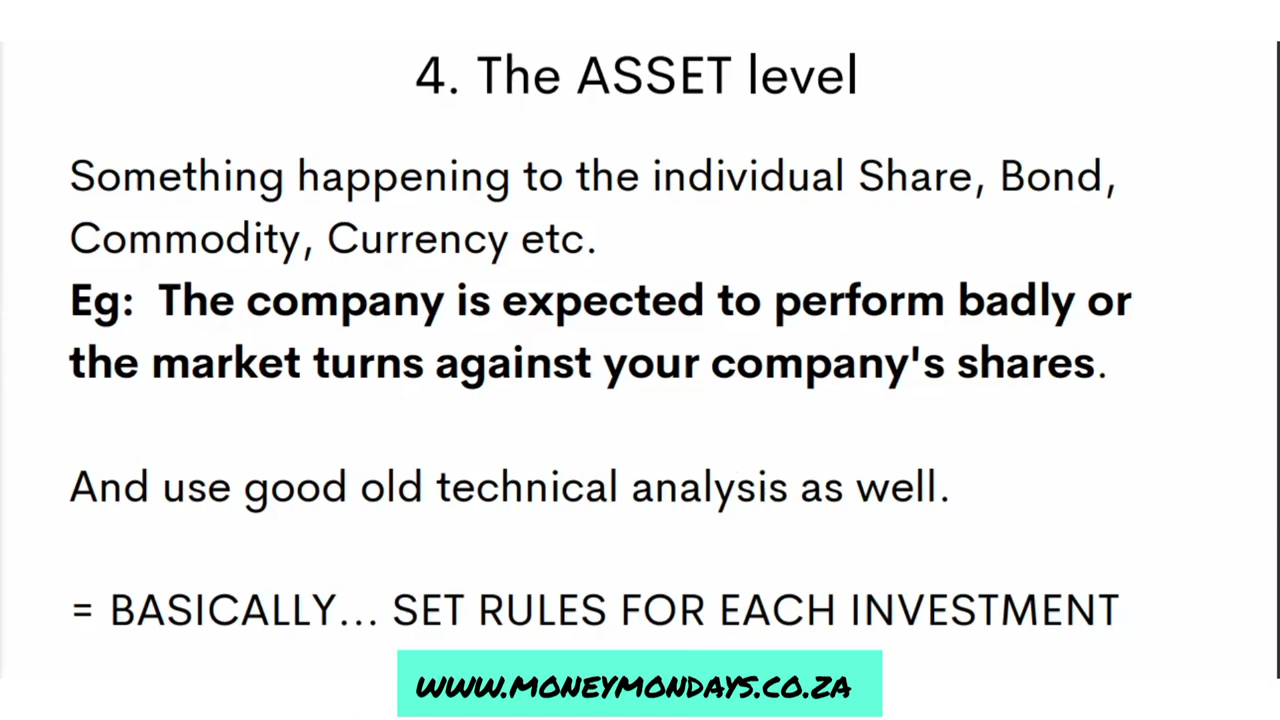 4. The ASSET level
Something happening to the individual Share, Bond,
Commodity, Currency etc.
Eg:  The company is expected to perform badly or
the market turns against your company's shares.
And use good old technical analysis as well.
= BASICALLY... SET RULES FOR EACH INVESTMENT
WWW.MONEYMONDAYS.CO.ZA